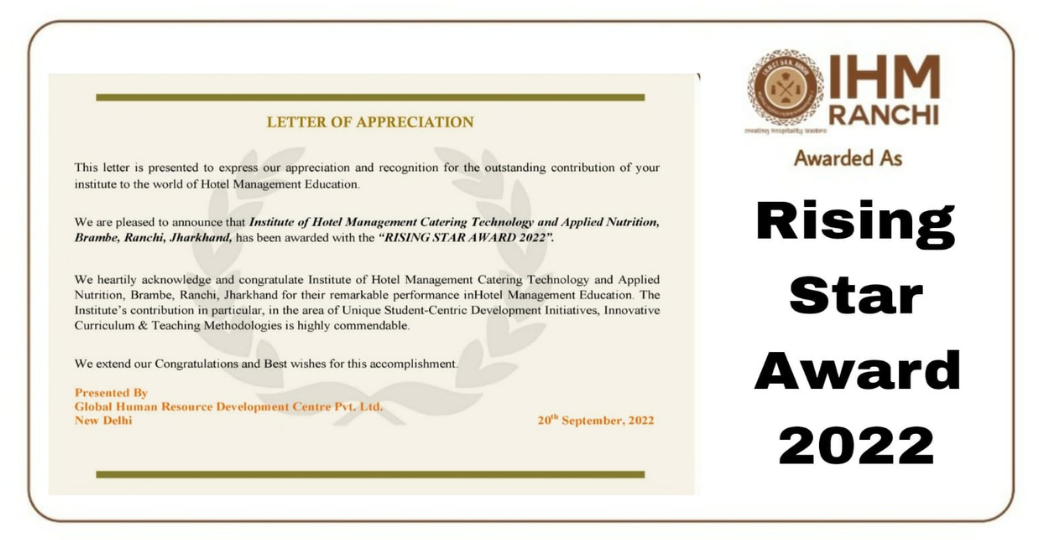 LETTER OF APPRECIATION
This letter is presented to express our appreciation and recognition for the outstanding contribution of your
institute to the world of Hotel Management Education.
We are pleased to announce that Institute of Hotel Management Catering Technology and Applied Nutrition,
Brambe, Ranchi, Jharkhand, has been awarded with the “RISING STAR AWARD 2022”.
We heartily acknowledge and congratulate Institute of Hotel Management Catering Technology and Applied
Nutrition, Brambe, Ranchi, Jharkhand for their remarkable performance inHotel Management Education. The
Institute’s contribution in particular, in the area of Unique Student-Centric Development Initiatives, Innovative
Curriculum & Teaching Methodologies is highly commendable.
We extend our Congratulations and Best wishes for this accomplishment.
Presented By
Global Human Resource Development Centre Pvt. Ltd.
New Delhi
20th September, 2022
IHM
RANCHI
creating hospitality leaders
Awarded As
Rising
Star
Award
2022